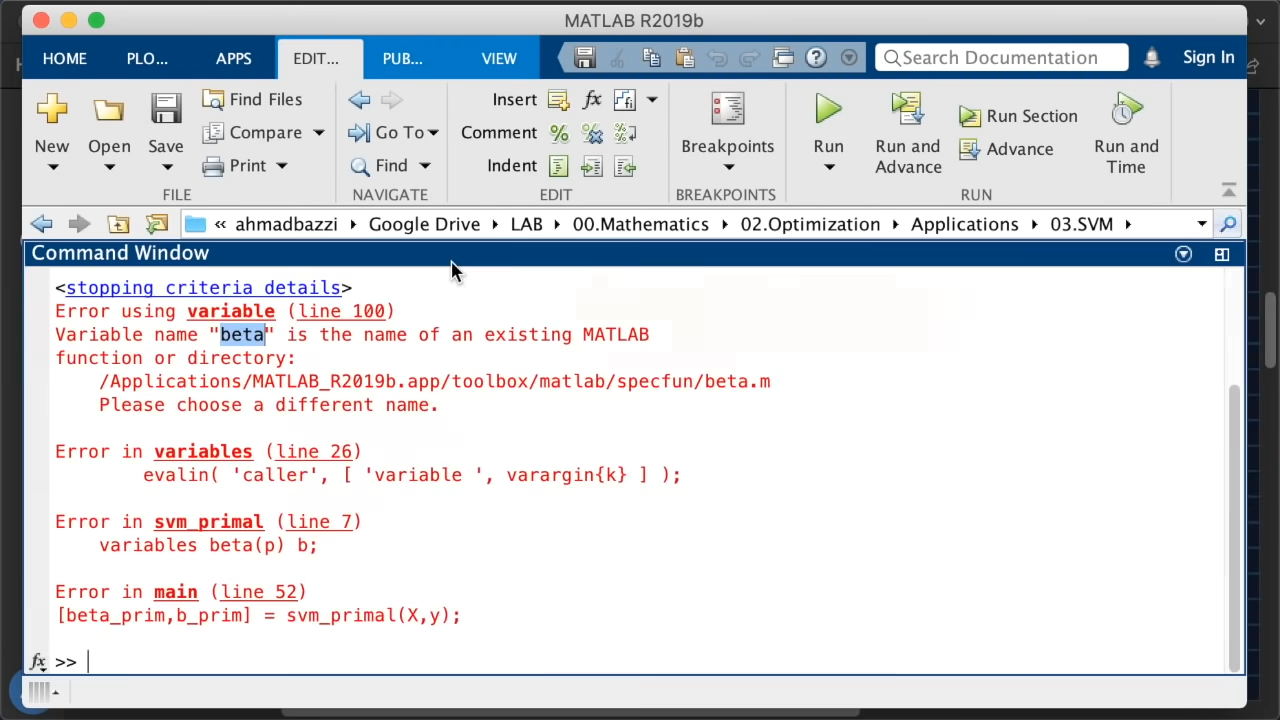 MATLAB R2019b
HOME PLO... APPS EDIT... PUB... VIEW Search Documentation Sign In
New Open Save Find Files Compare Print
Go To Find
Insert fx
Comment
Indent
Breakpoints Run Run and Advance Run Section Advance Run and Time
FILE NAVIGATE EDIT BREAKPOINTS RUN
« ahmadbazzi ▸ Google Drive ▸ LAB ▸ 00.Mathematics ▸ 02.Optimization ▸ Applications ▸ 03.SVM ▸
Command Window
<stopping criteria details>
Error using variable (line 100)
Variable name "beta" is the name of an existing MATLAB
function or directory:
/Applications/MATLAB_R2019b.app/toolbox/matlab/specfun/beta.m
Please choose a different name.
Error in variables (line 26)
evalin( 'caller', [ 'variable ', varargin{k} ] );
Error in svm_primal (line 7)
variables beta(p) b;
Error in main (line 52)
[beta_prim,b_prim] = svm_primal(X,y);
fx >>